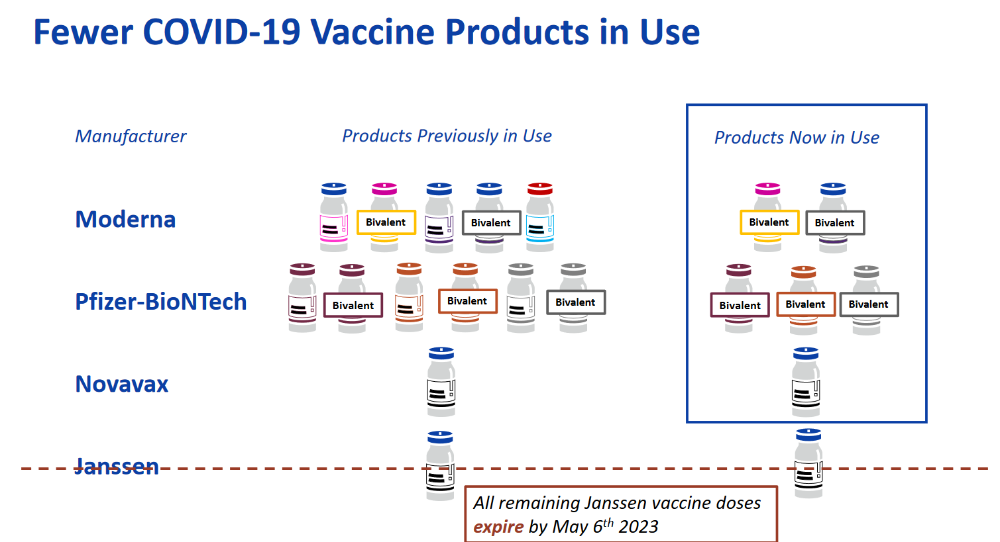 Fewer COVID-19 Vaccine Products in Use
Manufacturer Products Previously in Use Products Now in Use
Moderna Bivalent Bivalent Bivalent Bivalent
Pfizer-BioNTech Bivalent Bivalent Bivalent Bivalent Bivalent Bivalent
Novavax
Janssen
All remaining Janssen vaccine doses
expire by May 6th 2023